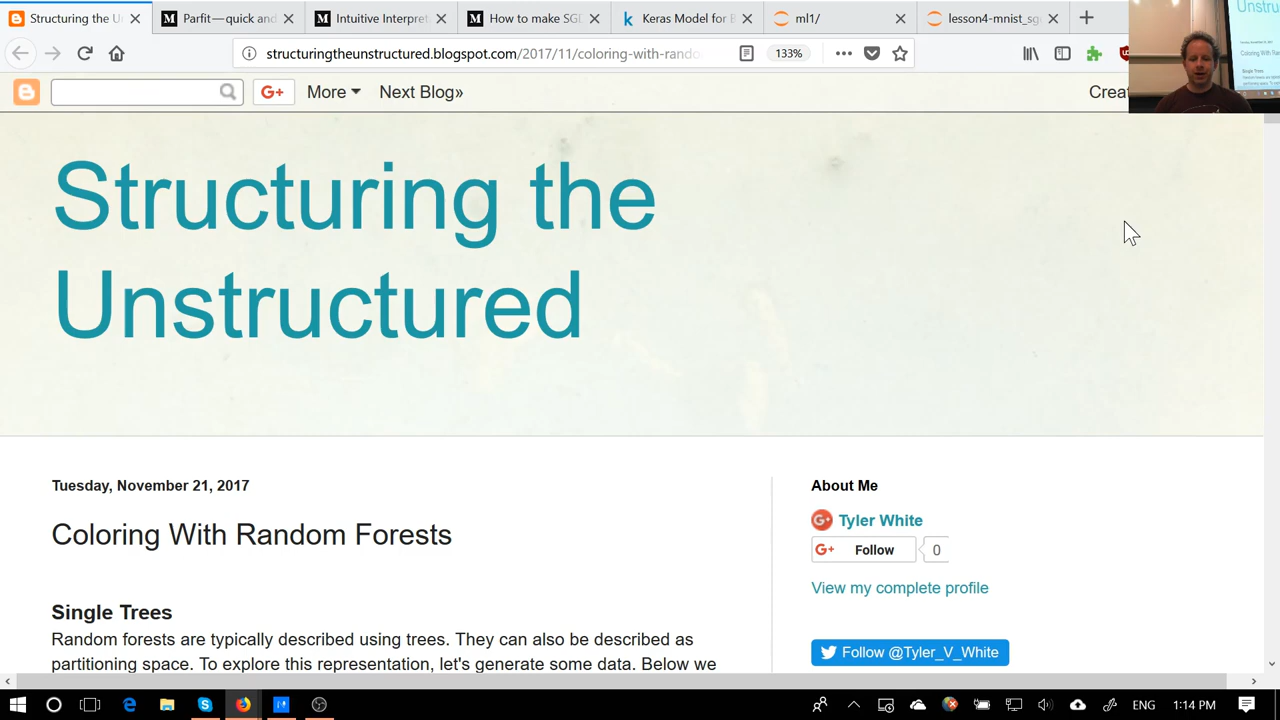 Structuring the U
Parfit — quick and
Intuitive Interpret
How to make SGD
Keras Model for B
ml1/
lesson4-mnist_sg
structuringtheunstructured.blogspot.com/2017/11/coloring-with-rando
133%
G+
More
Next Blog»
Creat
Structuring the
Unstructured
Tuesday, November 21, 2017
Coloring With Random Forests
Single Trees
Random forests are typically described using trees. They can also be described as
partitioning space. To explore this representation, let's generate some data. Below we
About Me
Tyler White
G+ Follow 0
View my complete profile
Follow @Tyler_V_White
ENG
1:14 PM